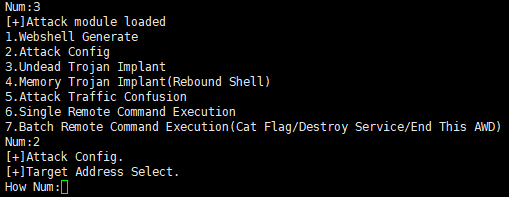 Num:3
[+]Attack module loaded
1.Webshell Generate
2.Attack Config
3.Undead Trojan Implant
4.Memory Trojan Implant(Rebound Shell)
5.Attack Traffic Confusion
6.Single Remote Command Execution
7.Batch Remote Command Execution(Cat Flag/Destroy Service/End This AWD)
Num:2
[+]Attack Config.
[+]Target Address Select.
How Num: